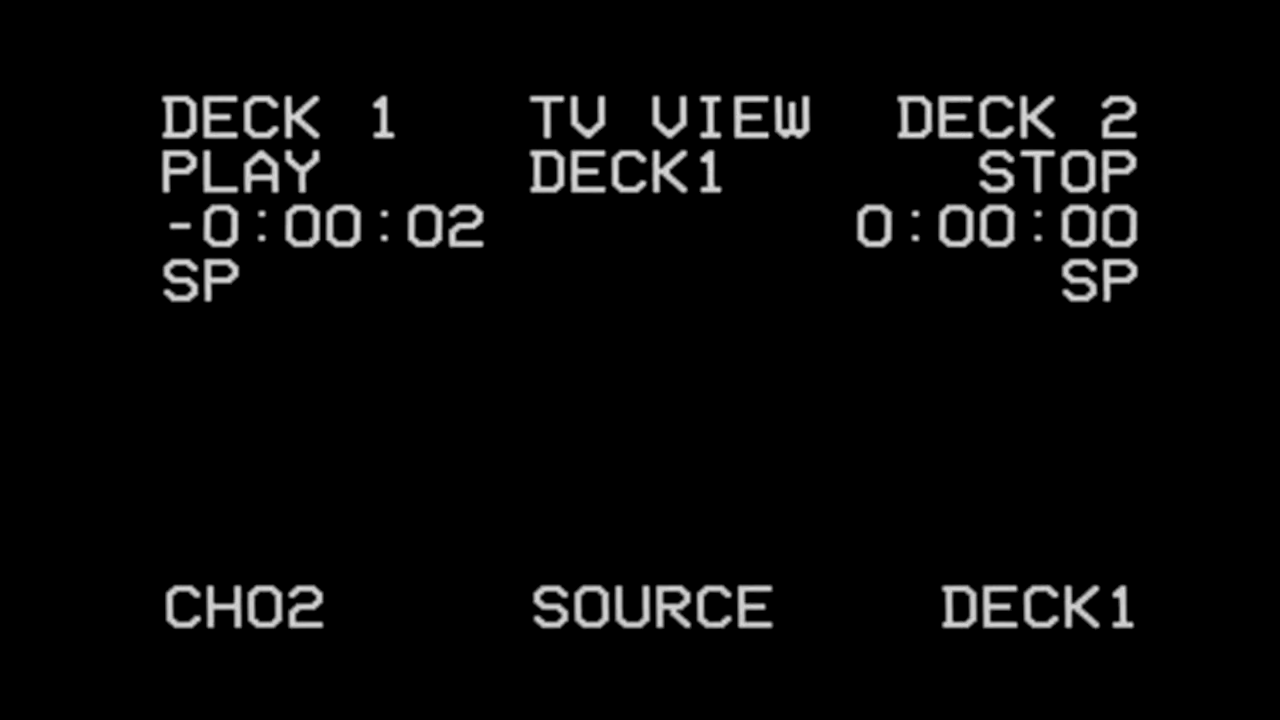 DECK 1 TV VIEW DECK 2
PLAY DECK1 STOP
-0:00:02 0:00:00
SP SP
CH02 SOURCE DECK1